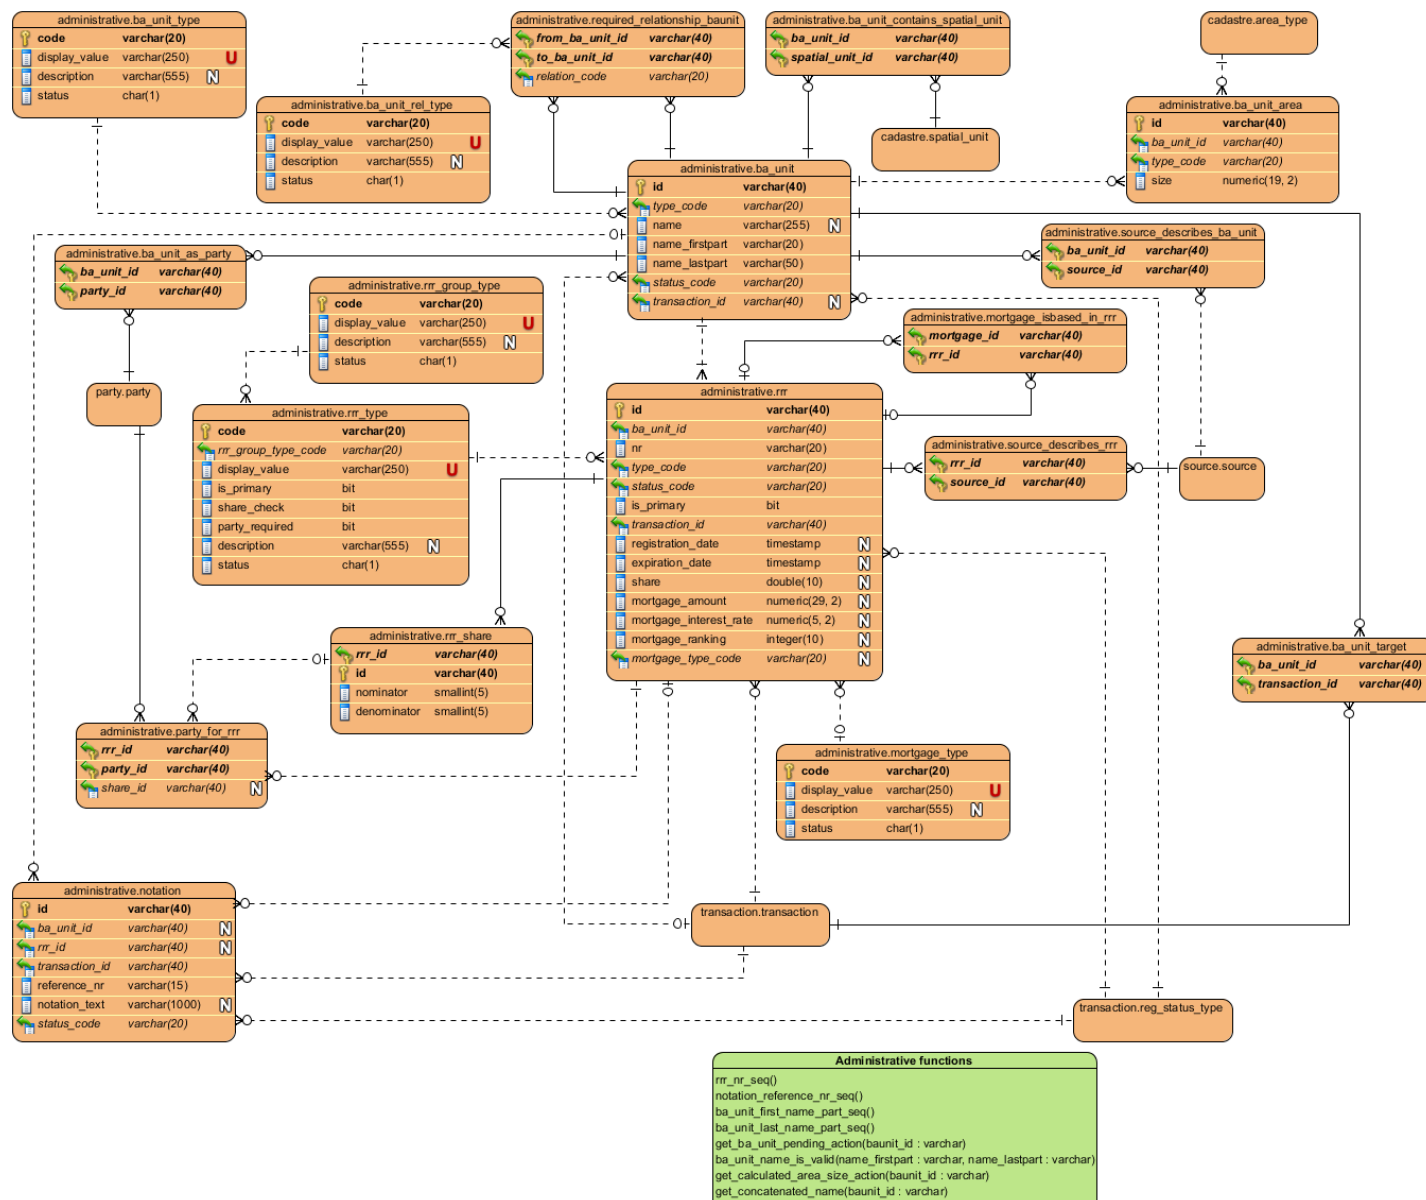 administrative.ba_unit_type
code varchar(20)
display_value varchar(250) U
description varchar(555) N
status char(1)
administrative.required_relationship_baunit
from_ba_unit_id varchar(40)
to_ba_unit_id varchar(40)
relation_code varchar(20)
administrative.ba_unit_contains_spatial_unit
ba_unit_id varchar(40)
spatial_unit_id varchar(40)
cadastre.area_type
administrative.ba_unit_rel_type
code varchar(20)
display_value varchar(250) U
description varchar(555) N
status char(1)
cadastre.spatial_unit
administrative.ba_unit_area
id varchar(40)
ba_unit_id varchar(40)
type_code varchar(20)
size numeric(19, 2)
administrative.ba_unit
id varchar(40)
type_code varchar(20)
name varchar(255) N
name_firstpart varchar(20)
name_lastpart varchar(50)
status_code varchar(20)
transaction_id varchar(40) N
administrative.ba_unit_as_party
ba_unit_id varchar(40)
party_id varchar(40)
administrative.source_describes_ba_unit
ba_unit_id varchar(40)
source_id varchar(40)
administrative.rrr_group_type
code varchar(20)
display_value varchar(250) U
description varchar(555) N
status char(1)
administrative.mortgage_isbased_in_rrr
mortgage_id varchar(40)
rrr_id varchar(40)
party.party
administrative.rrr_type
code varchar(20)
rrr_group_type_code varchar(20)
display_value varchar(250) U
is_primary bit
share_check bit
party_required bit
description varchar(555) N
status char(1)
administrative.rrr
id varchar(40)
ba_unit_id varchar(40)
nr varchar(20)
type_code varchar(20)
status_code varchar(20)
is_primary bit
transaction_id varchar(40)
registration_date timestamp N
expiration_date timestamp N
share double(10) N
mortgage_amount numeric(29, 2) N
mortgage_interest_rate numeric(5, 2) N
mortgage_ranking integer(10) N
mortgage_type_code varchar(20) N
administrative.source_describes_rrr
rrr_id varchar(40)
source_id varchar(40)
source.source
administrative.rrr_share
rrr_id varchar(40)
id varchar(40)
nominator smallint(5)
denominator smallint(5)
administrative.ba_unit_target
ba_unit_id varchar(40)
transaction_id varchar(40)
administrative.party_for_rrr
rrr_id varchar(40)
party_id varchar(40)
share_id varchar(40) N
administrative.mortgage_type
code varchar(20)
display_value varchar(250) U
description varchar(555) N
status char(1)
administrative.notation
id varchar(40)
ba_unit_id varchar(40) N
rrr_id varchar(40) N
transaction_id varchar(40)
reference_nr varchar(15)
notation_text varchar(1000) N
status_code varchar(20)
transaction.transaction
transaction.reg_status_type
Administrative functions
rrr_nr_seq()
notation_reference_nr_seq()
ba_unit_first_name_part_seq()
ba_unit_last_name_part_seq()
get_ba_unit_pending_action(baunit_id : varchar)
ba_unit_name_is_valid(name_firstpart : varchar, name_lastpart : varchar)
get_calculated_area_size_action(baunit_id : varchar)
get_concatenated_name(baunit_id : varchar)